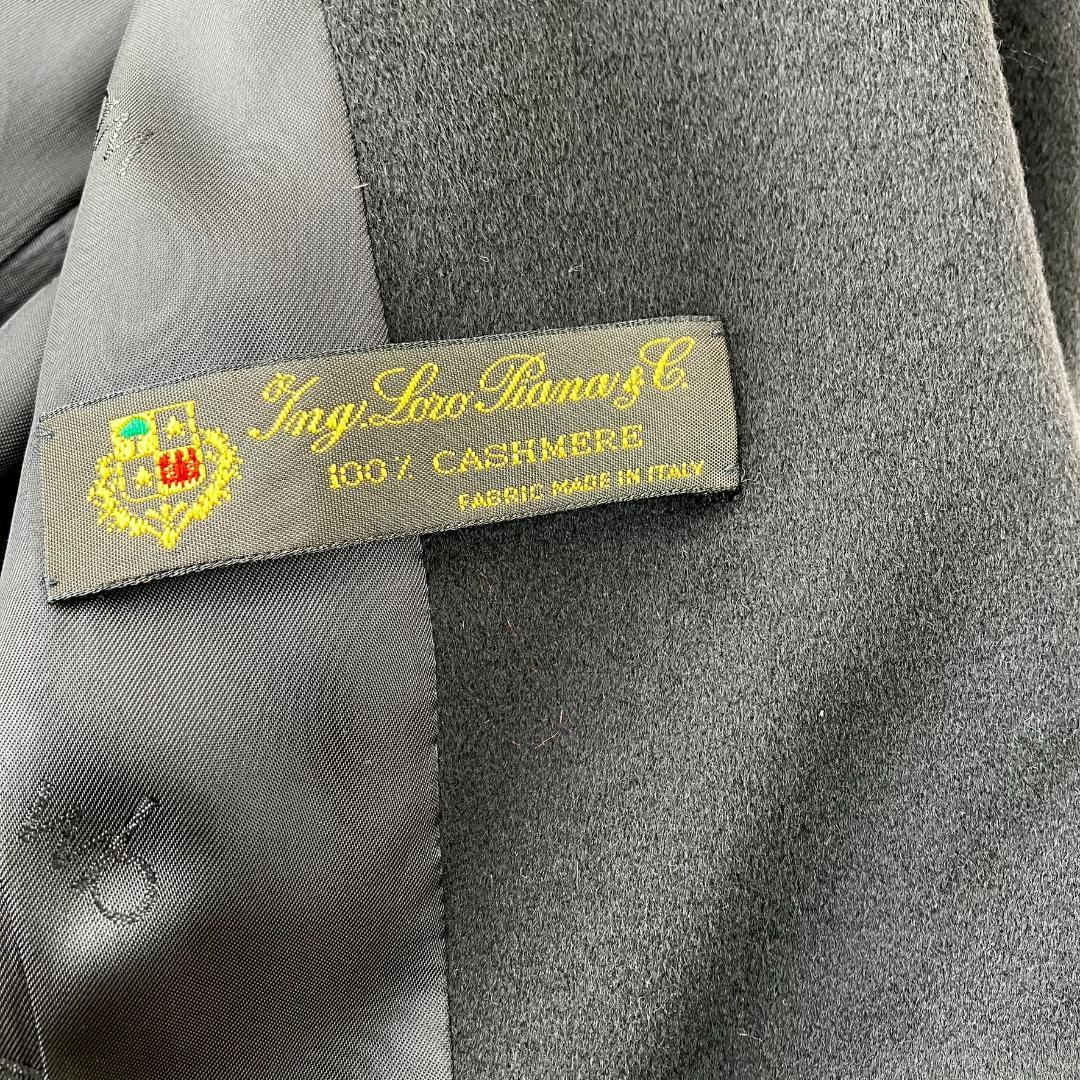 ® Ing. Loro Piana & C.
100% CASHMERE
FABRIC MADE IN ITALY